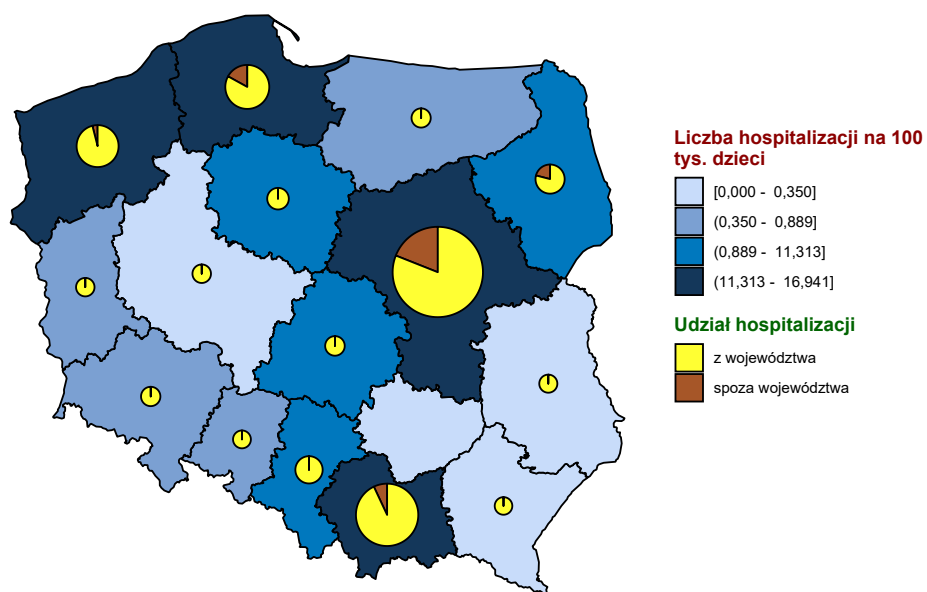 Liczba hospitalizacji na 100
tys. dzieci
[0,000 - 0,350]
(0,350 - 0,889]
(0,889 - 11,313]
(11,313 - 16,941]
Udział hospitalizacji
z województwa
spoza województwa